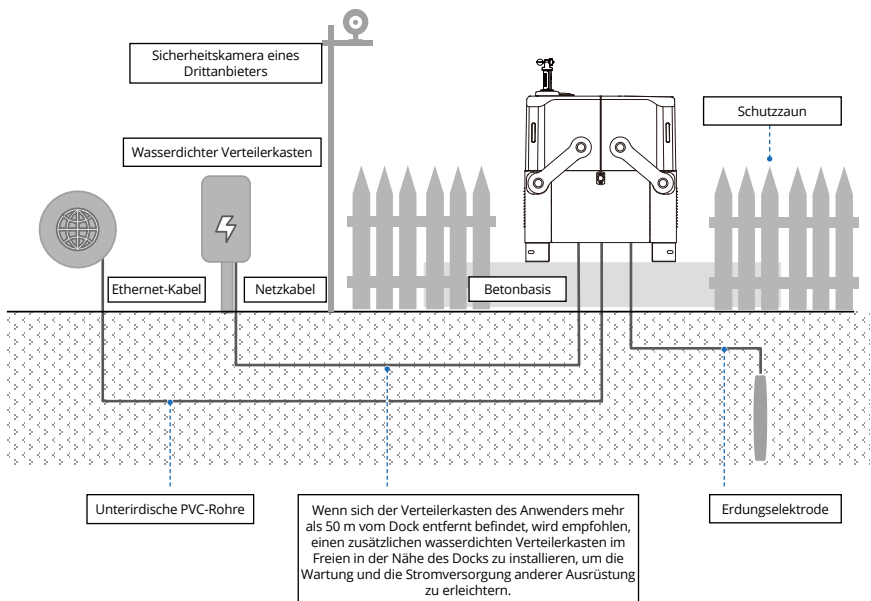 Sicherheitskamera eines
Drittanbieters
Schutzzaun
Wasserdichter Verteilerkasten
Ethernet-Kabel
Netzkabel
Betonbasis
Unterirdische PVC-Rohre
Wenn sich der Verteilerkasten des Anwenders mehr
als 50 m vom Dock entfernt befindet, wird empfohlen,
einen zusätzlichen wasserdichten Verteilerkasten im
Freien in der Nähe des Docks zu installieren, um die
Wartung und die Stromversorgung anderer Ausrüstung
zu erleichtern.
Erdungselektrode